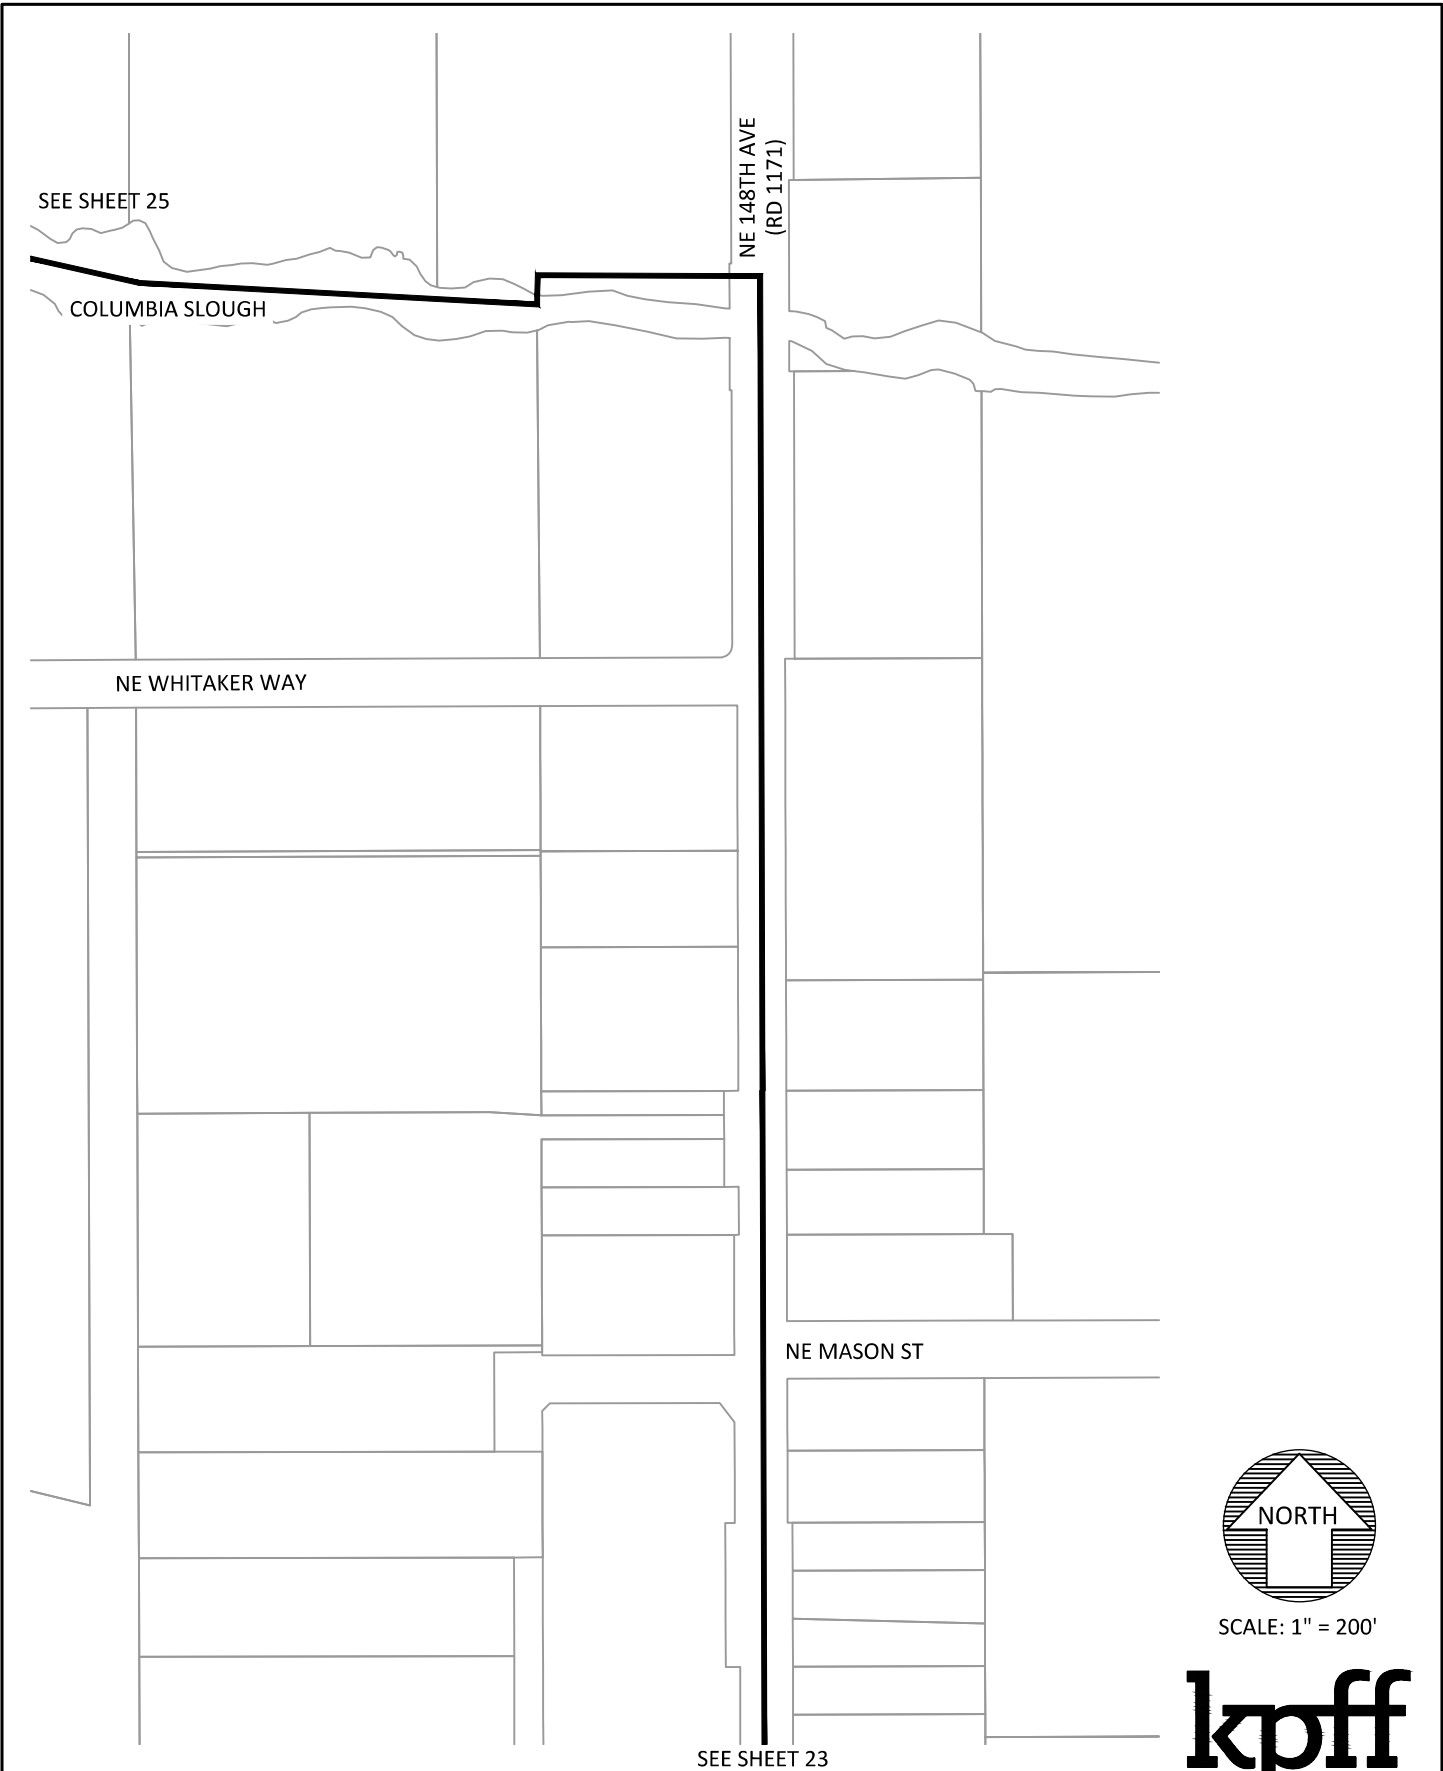 NE 148TH AVE
(RD 1171)
SEE SHEET 25
COLUMBIA SLOUGH
NE WHITAKER WAY
NE MASON ST
NORTH
SCALE: 1" = 200'
kpff
SEE SHEET 23